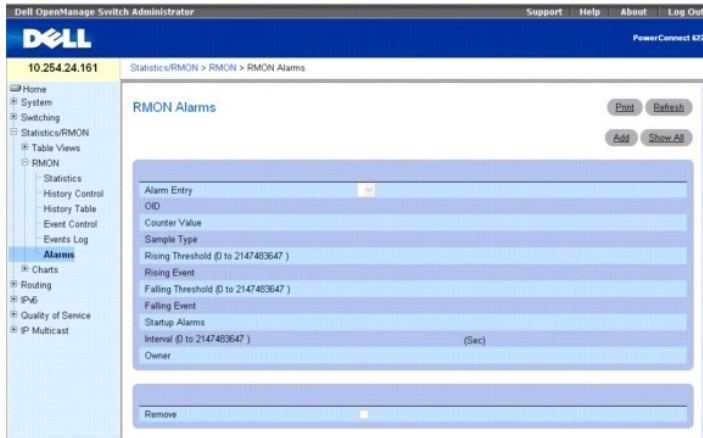 Dell OpenManage Switch Administrator
Support Help About Log Out
DELL
PowerConnect 622
10.254.24.161
Statistics/RMON > RMON > RMON Alarms
Home
System
Switching
Statistics/RMON
Table Views
RMON
Statistics
History Control
History Table
Event Control
Events Log
Alarms
Charts
Routing
IPv6
Quality of Service
IP Multicast
RMON Alarms
Print Refresh
Add Show All
Alarm Entry
OID
Counter Value
Sample Type
Rising Threshold (0 to 2147483647 )
Rising Event
Falling Threshold (0 to 2147483647 )
Falling Event
Startup Alarms
Interval (0 to 2147483647 ) (Sec)
Owner
Remove